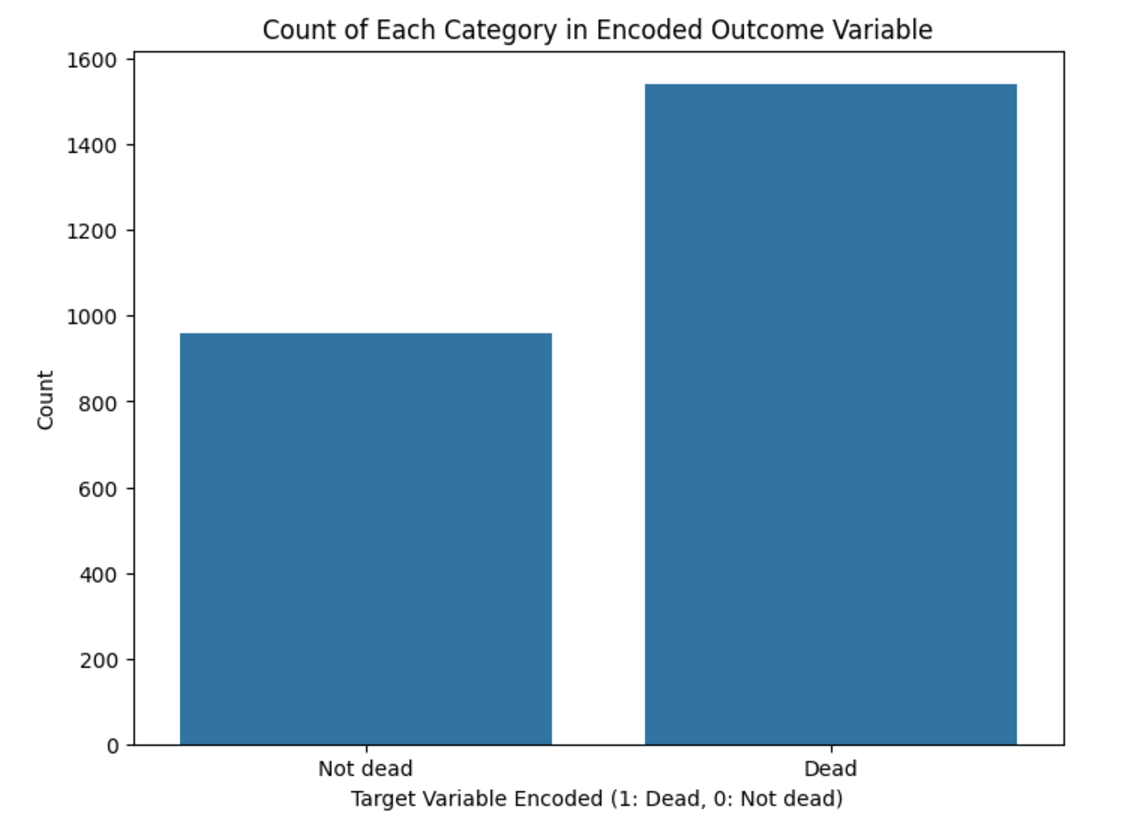 Count of Each Category in Encoded Outcome Variable
1600
1400
1200
1000
800
600
400
200
0
Count
Not dead
Dead
Target Variable Encoded (1: Dead, 0: Not dead)